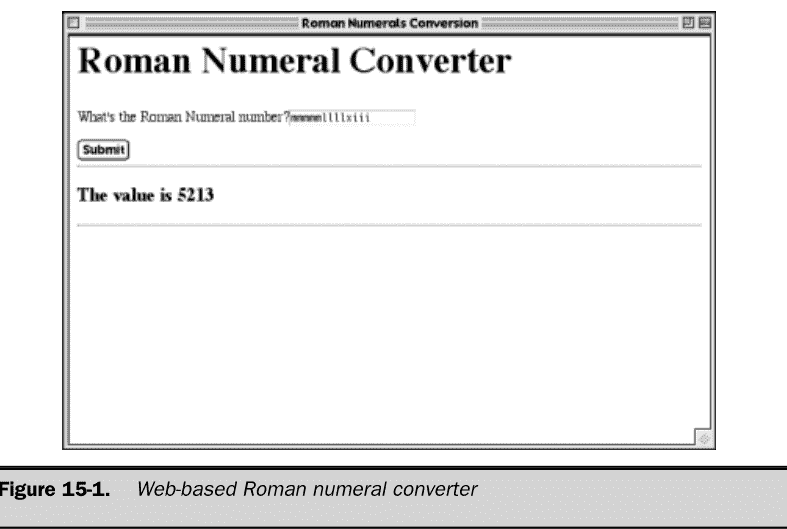 Roman Numerals Conversion
Roman Numeral Converter
What's the Roman Numeral number?mmmmmllllxiii
Submit
The value is 5213
Figure 15-1. Web-based Roman numeral converter